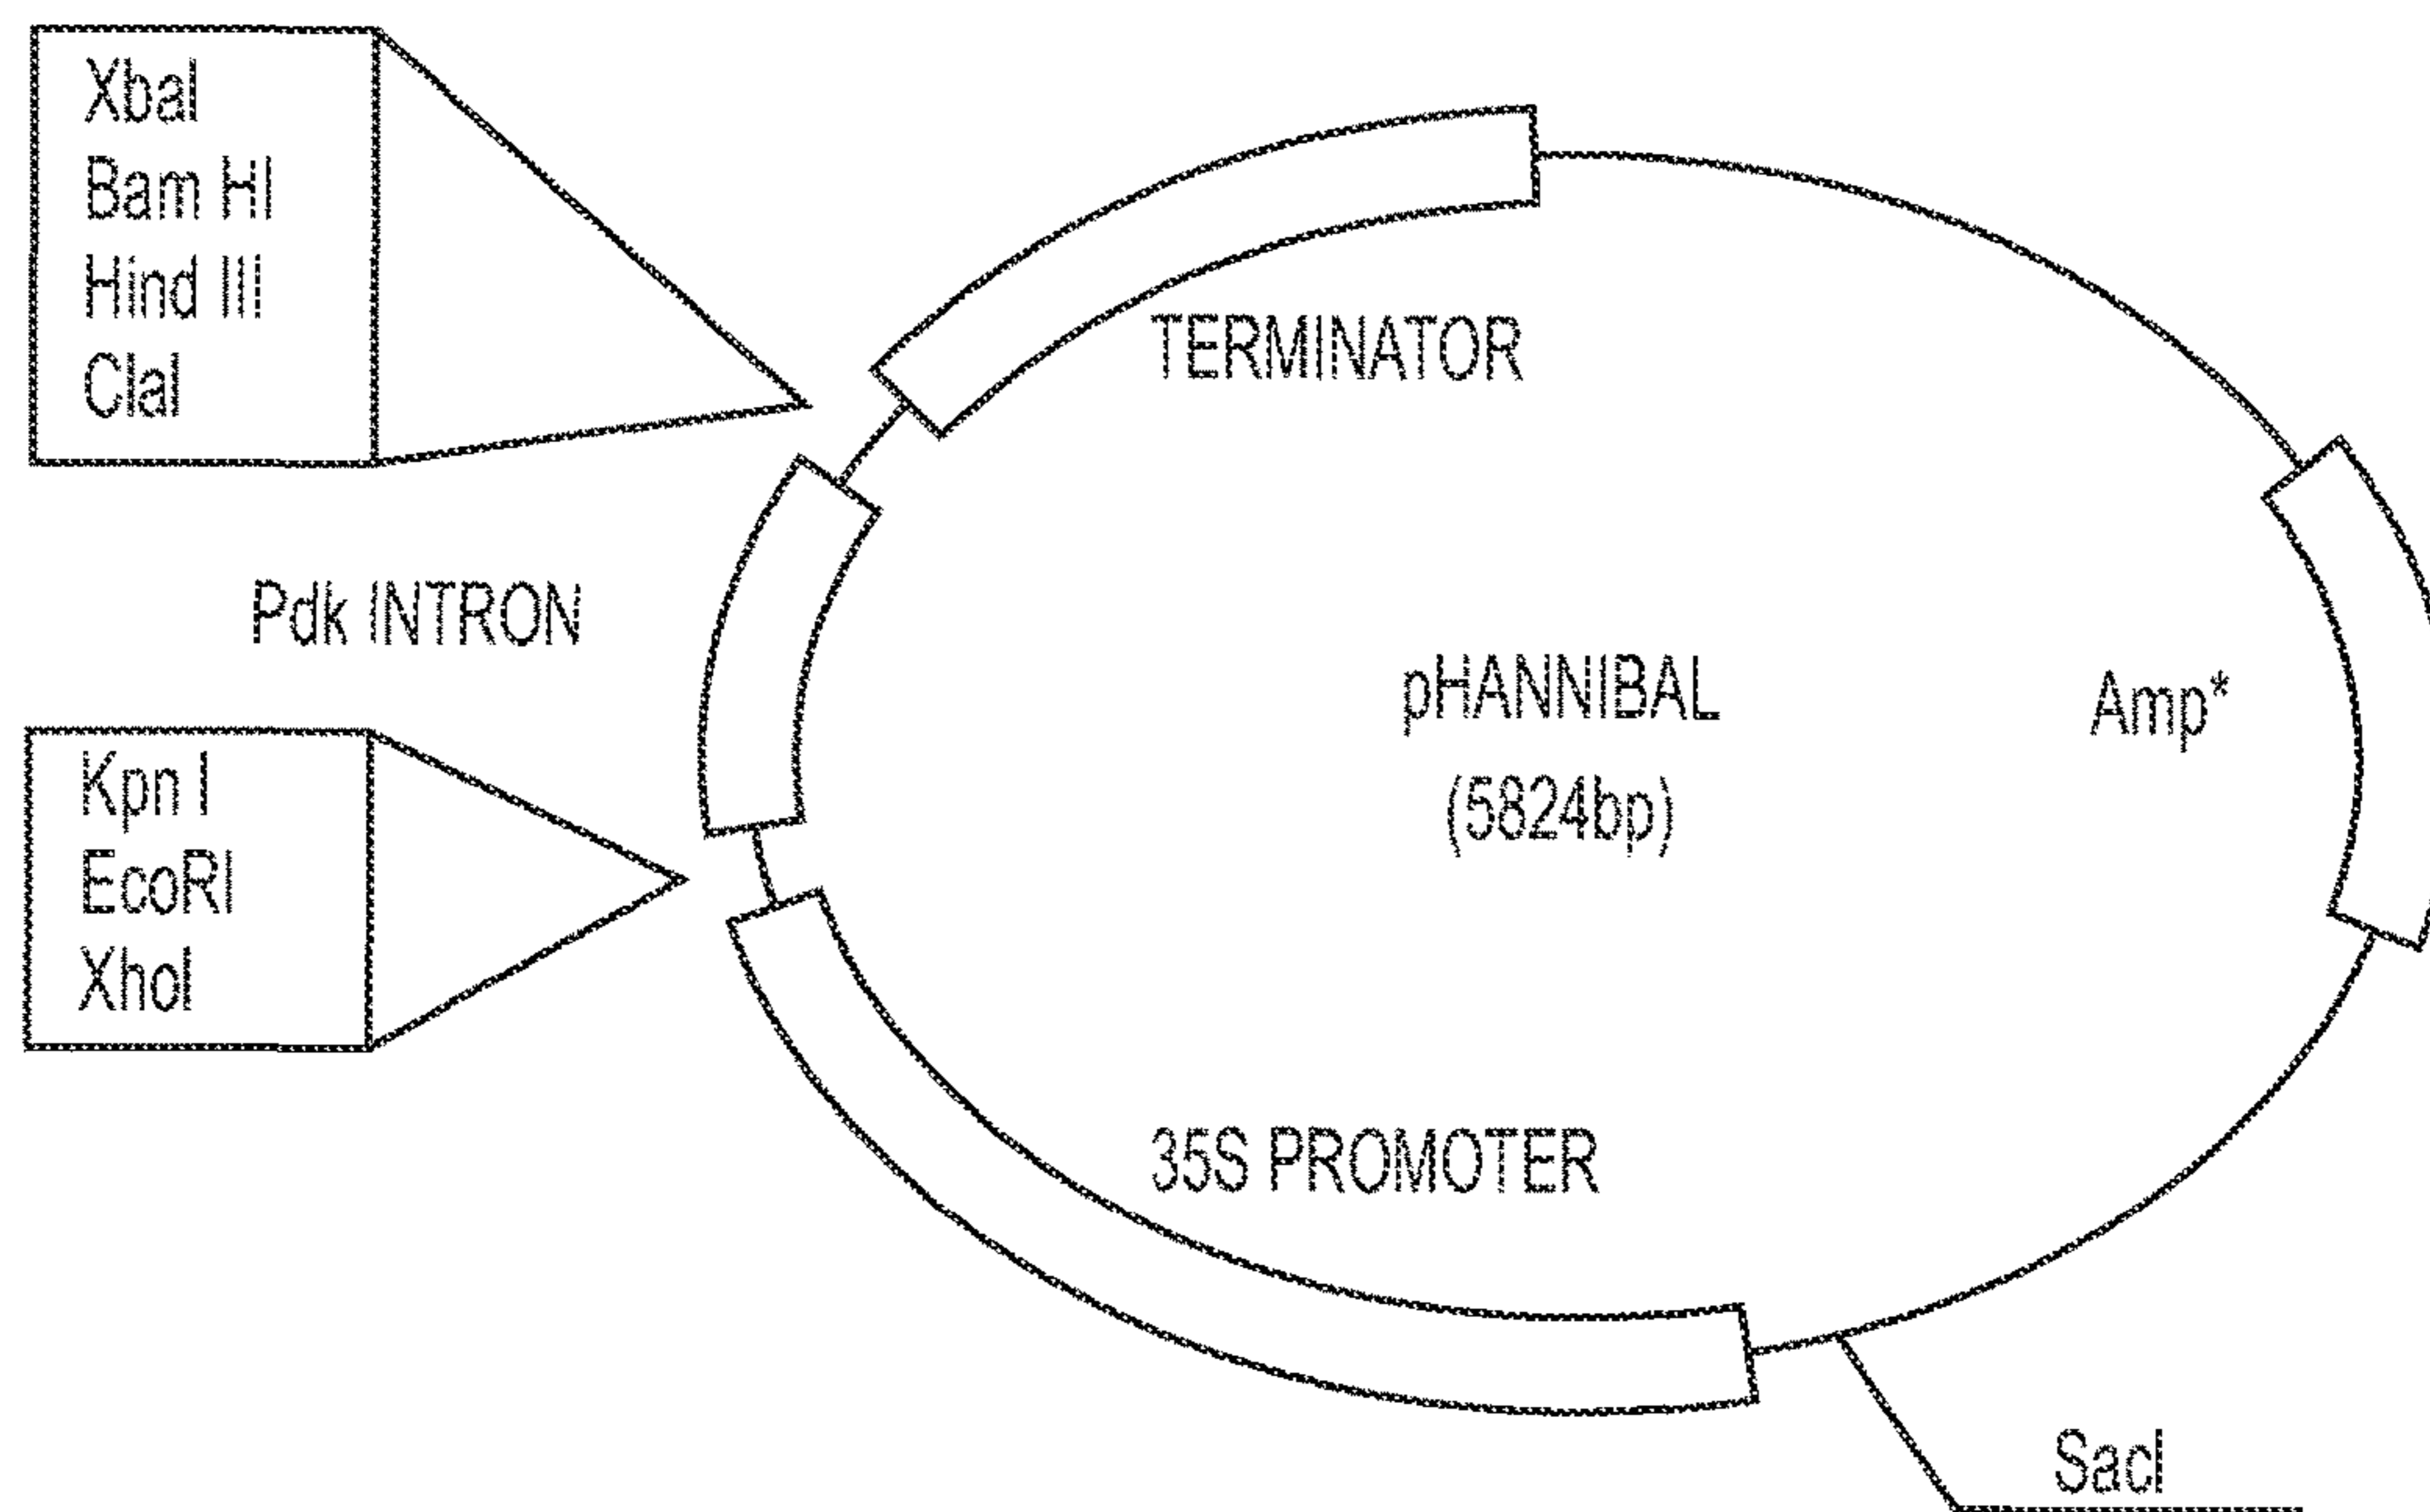 XbaI
Bam HI
Hind III
ClaI
TERMINATOR
Pdk INTRON
pHANNIBAL
(5824bp)
Amp*
Kpn I
EcoRI
XhoI
35S PROMOTER
SacI